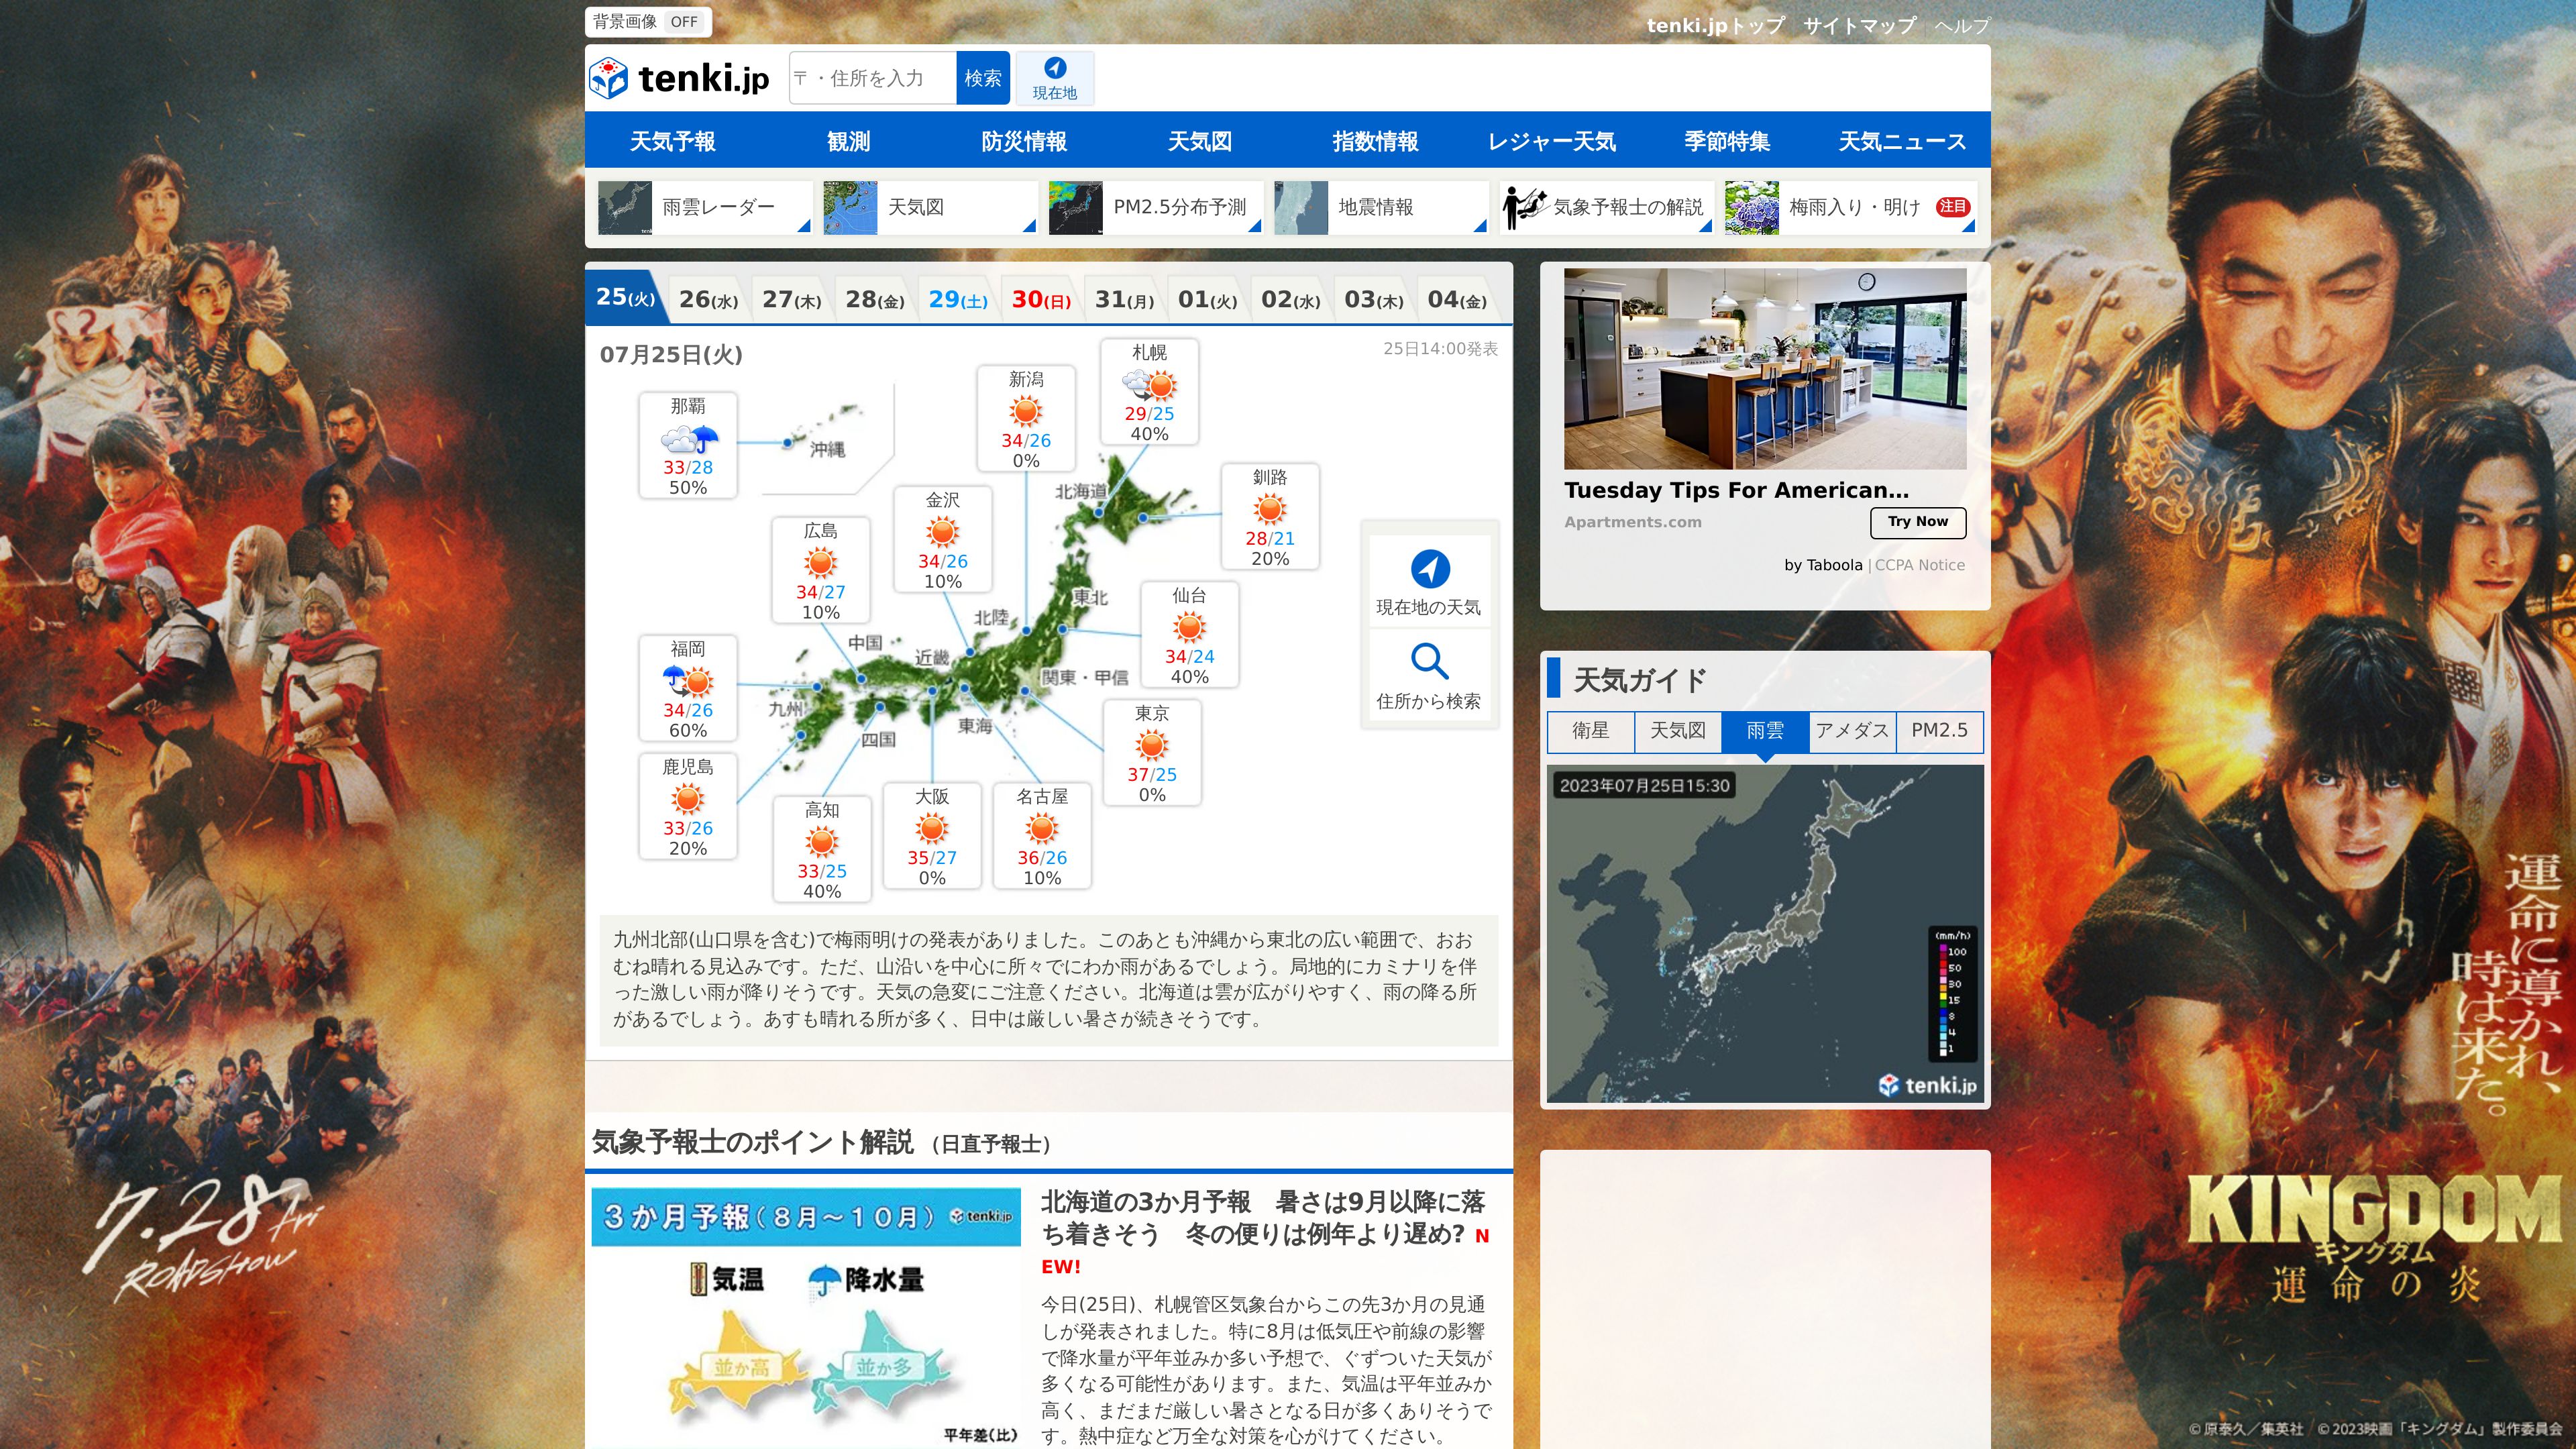 背景画像 OFF
tenki.jpトップ サイトマップ ヘルプ
tenki.jp
〒・住所を入力 検索 現在地
天気予報 観測 防災情報 天気図 指数情報 レジャー天気 季節特集 天気ニュース
雨雲レーダー 天気図 PM2.5分布予測 地震情報 気象予報士の解説 梅雨入り・明け 注目
25(火) 26(水) 27(木) 28(金) 29(土) 30(日) 31(月) 01(火) 02(水) 03(木) 04(金)
07月25日(火)
25日14:00発表
札幌
29/25
40%
新潟
34/26
0%
那覇
33/28
50%
沖縄
釧路
28/21
20%
北海道
金沢
34/26
10%
広島
34/27
10%
仙台
34/24
40%
東北
北陸
中国
近畿
関東・甲信
福岡
34/26
60%
九州
四国
東海
東京
37/25
0%
鹿児島
33/26
20%
高知
33/25
40%
大阪
35/27
0%
名古屋
36/26
10%
現在地の天気
住所から検索
九州北部(山口県を含む)で梅雨明けの発表がありました。このあとも沖縄から東北の広い範囲で、おお
むね晴れる見込みです。ただ、山沿いを中心に所々でにわか雨があるでしょう。局地的にカミナリを伴
った激しい雨が降りそうです。天気の急変にご注意ください。北海道は雲が広がりやすく、雨の降る所
があるでしょう。あすも晴れる所が多く、日中は厳しい暑さが続きそうです。
気象予報士のポイント解説 （日直予報士）
3か月予報（8月～10月） tenki.jp
気温 降水量
並か高 並か多
平年差(比)
北海道の3か月予報　暑さは9月以降に落
ち着きそう　冬の便りは例年より遅め? N
EW!
今日(25日)、札幌管区気象台からこの先3か月の見通
しが発表されました。特に8月は低気圧や前線の影響
で降水量が平年並みか多い予想で、ぐずついた天気が
多くなる可能性があります。また、気温は平年並みか
高く、まだまだ厳しい暑さとなる日が多くありそうで
す。熱中症など万全な対策を心がけてください。
Tuesday Tips For American...
Apartments.com
Try Now
by Taboola | CCPA Notice
天気ガイド
衛星 天気図 雨雲 アメダス PM2.5
2023年07月25日15:30
(mm/h)
100
50
30
15
8
4
1
tenki.jp
7.28 Fri
ROADSHOW
運命に導かれ、
時は来た。
KINGDOM
キングダム
運命の炎
©原泰久／集英社 ©2023映画「キングダム」製作委員会